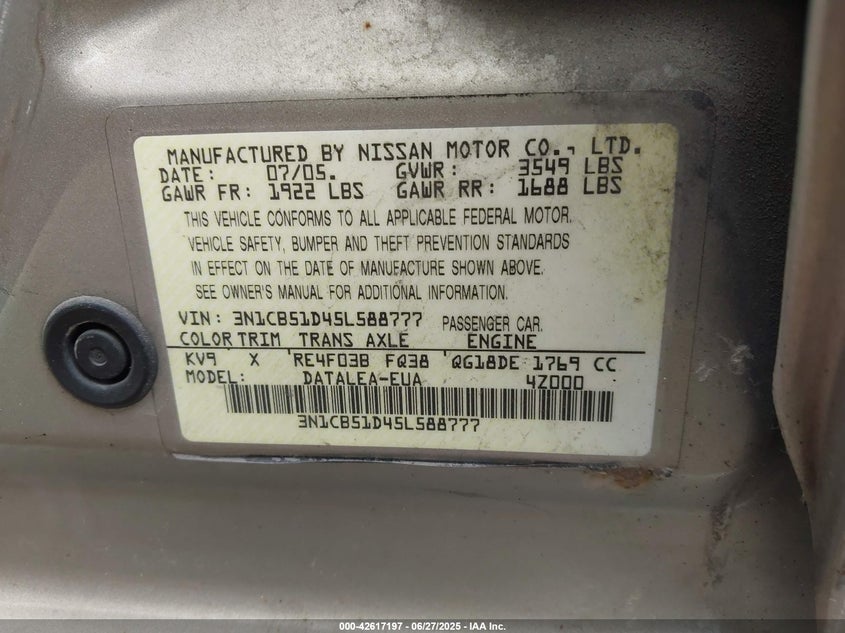 MANUFACTURED BY NISSAN MOTOR CO., LTD.
DATE: 07/05. GVWR: 3549 LBS
GAWR FR: 1922 LBS GAWR RR: 1688 LBS
THIS VEHICLE CONFORMS TO ALL APPLICABLE FEDERAL MOTOR.
VEHICLE SAFETY, BUMPER AND THEFT PREVENTION STANDARDS
IN EFFECT ON THE DATE OF MANUFACTURE SHOWN ABOVE.
SEE OWNER'S MANUAL FOR ADDITIONAL INFORMATION.
VIN: 3N1CB51D45L588777 PASSENGER CAR.
COLOR TRIM TRANS AXLE ENGINE
KV9 X RE4F03B FQ38 QG18DE 1769 CC
MODEL: DATALEA-EUA 4Z000
3N1CB51D45L588777
000-42617197 - 06/27/2025 - IAA Inc.